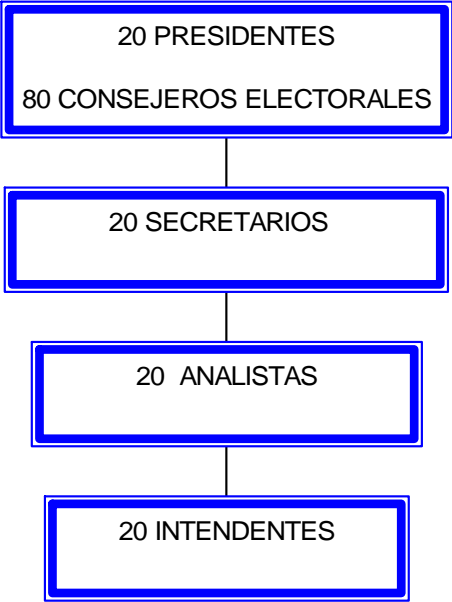 20 PRESIDENTES
80 CONSEJEROS ELECTORALES
20 SECRETARIOS
20 ANALISTAS
20 INTENDENTES